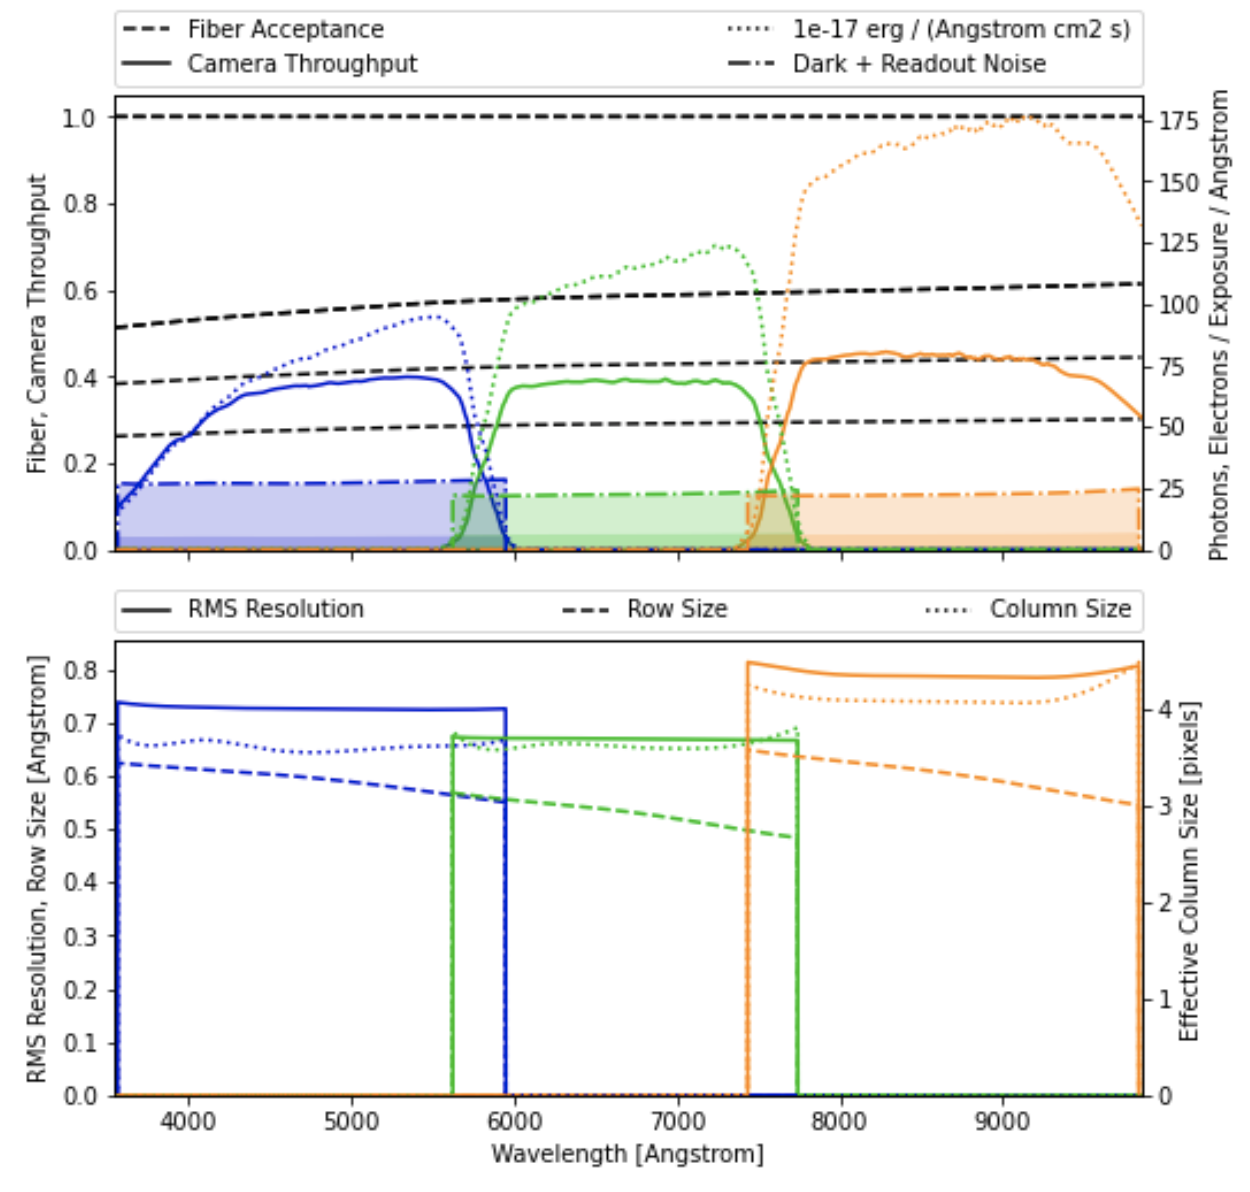 Fiber Acceptance
1e-17 erg / (Angstrom cm2 s)
Camera Throughput
Dark + Readout Noise
Fiber, Camera Throughput
1.0
0.8
0.6
0.4
0.2
0.0
175
150
125
100
75
50
25
0
Photons, Electrons / Exposure / Angstrom
RMS Resolution
Row Size
Column Size
RMS Resolution, Row Size [Angstrom]
0.8
0.7
0.6
0.5
0.4
0.3
0.2
0.1
0.0
4
3
2
1
0
Effective Column Size [pixels]
4000 5000 6000 7000 8000 9000
Wavelength [Angstrom]